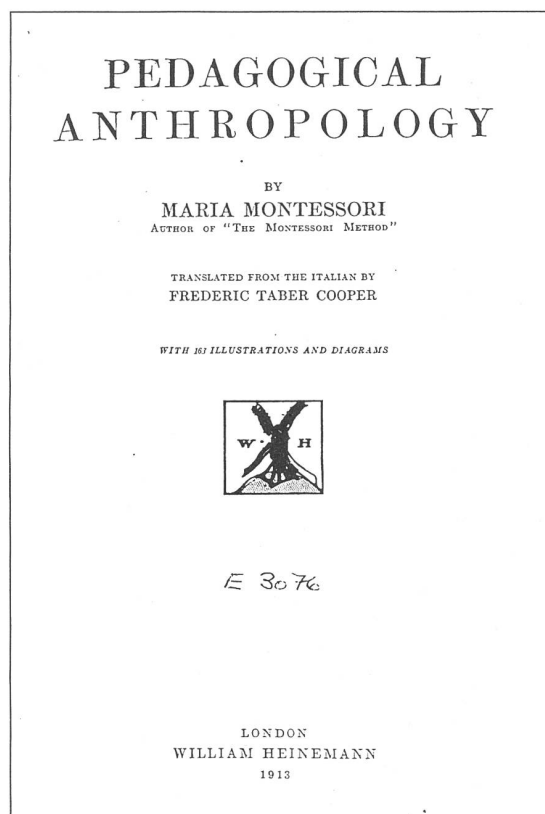 PEDAGOGICAL
ANTHROPOLOGY
BY
MARIA MONTESSORI
AUTHOR OF "THE MONTESSORI METHOD"
TRANSLATED FROM THE ITALIAN BY
FREDERIC TABER COOPER
WITH 163 ILLUSTRATIONS AND DIAGRAMS
W H
E 3076
LONDON
WILLIAM HEINEMANN
1913